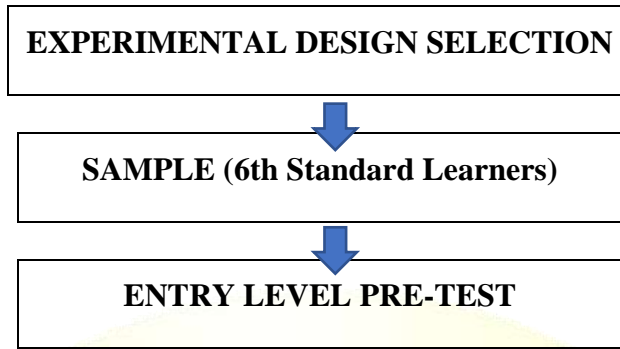 EXPERIMENTAL DESIGN SELECTION
SAMPLE (6th Standard Learners)
ENTRY LEVEL PRE-TEST